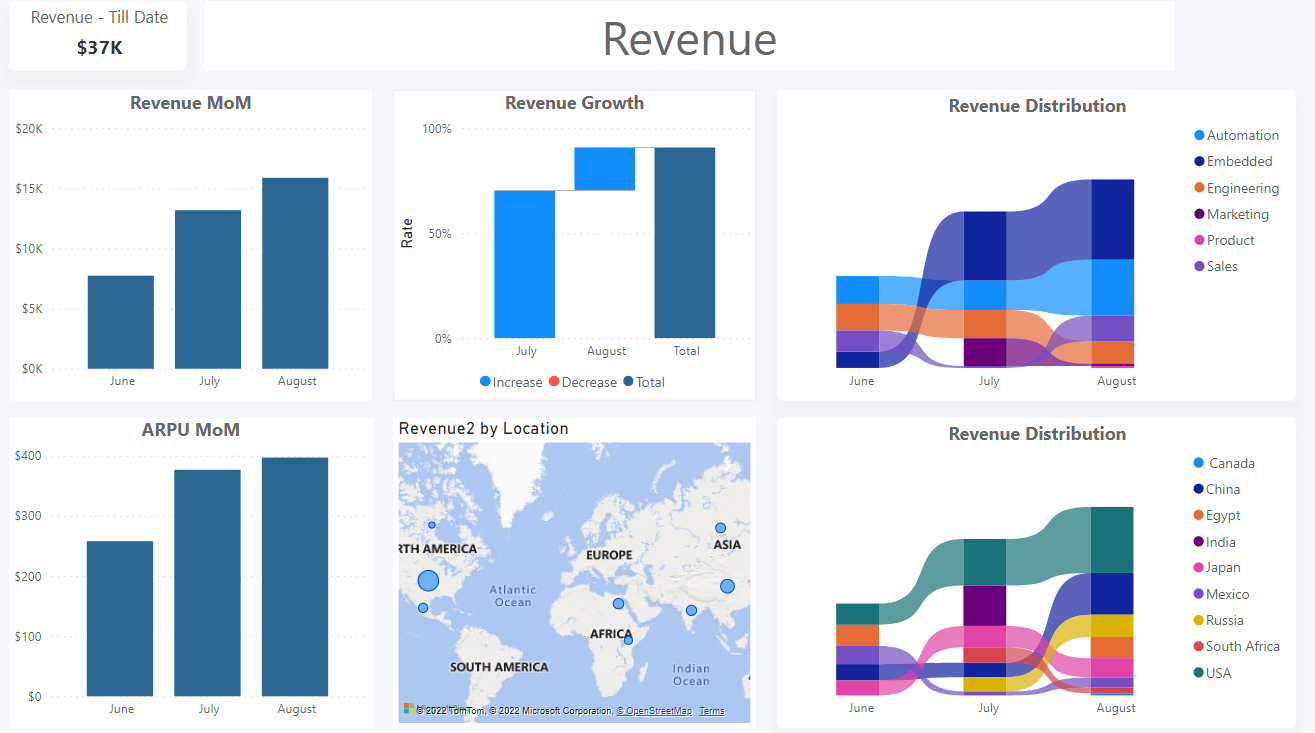 Revenue - Till Date
$37K
Revenue
Revenue MoM
$20K
$15K
$10K
$5K
$0K
June July August
Revenue Growth
100%
50%
0%
Rate
July August Total
Increase Decrease Total
Revenue Distribution
Automation
Embedded
Engineering
Marketing
Product
Sales
June July August
ARPU MoM
$400
$300
$200
$100
$0
June July August
Revenue2 by Location
RTH AMERICA
EUROPE
ASIA
Atlantic
Ocean
AFRICA
SOUTH AMERICA
Indian
Ocean
© 2022 TomTom, © 2022 Microsoft Corporation, © OpenStreetMap Terms
Revenue Distribution
Canada
China
Egypt
India
Japan
Mexico
Russia
South Africa
USA
June July August